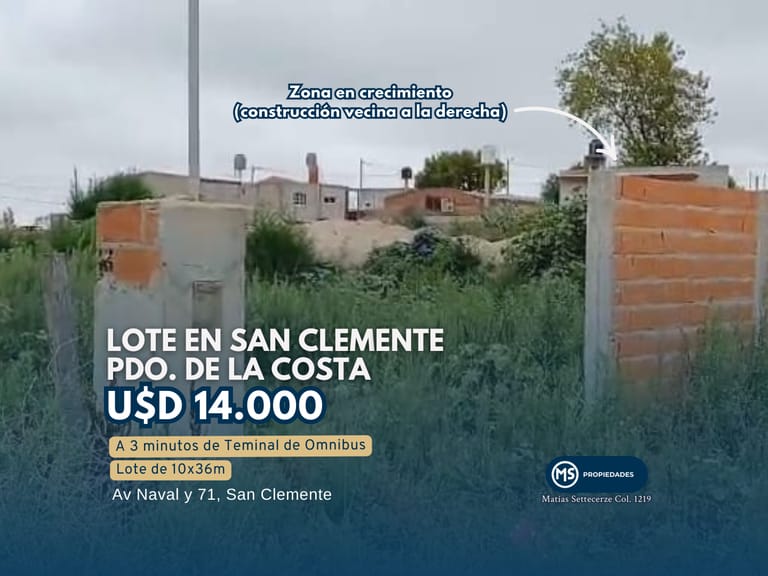 Zona en crecimiento
(construcción vecina a la derecha)
LOTE EN SAN CLEMENTE
PDO. DE LA COSTA
U$D 14.000
A 3 minutos de Teminal de Omnibus
Lote de 10x36m
Av Naval y 71, San Clemente
MS PROPIEDADES
Matías Settecerze Col. 1219